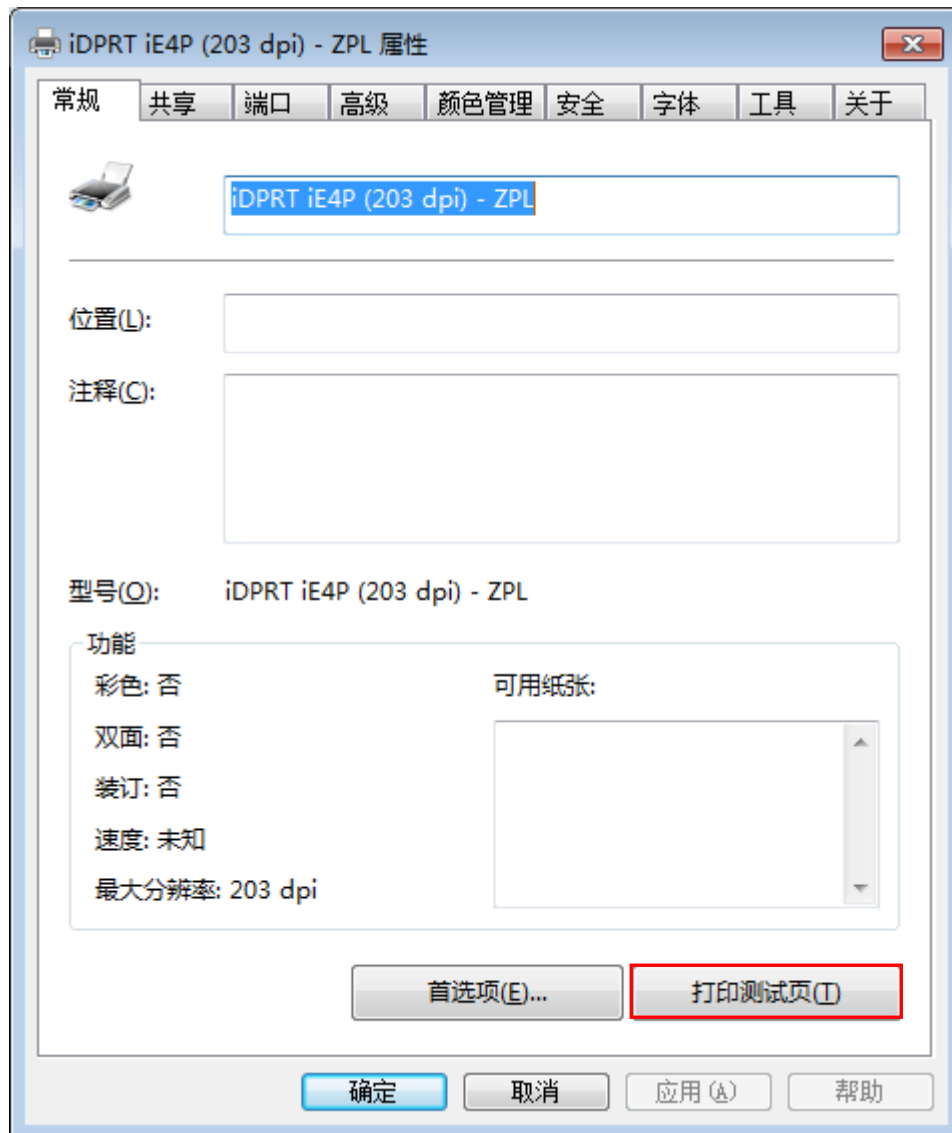 iDPRT iE4P (203 dpi) - ZPL 属性
常规 共享 端口 高级 颜色管理 安全 字体 工具 关于
iDPRT iE4P (203 dpi) - ZPL
位置(L):
注释(C):
型号(O): iDPRT iE4P (203 dpi) - ZPL
功能
彩色: 否 可用纸张:
双面: 否
装订: 否
速度: 未知
最大分辨率: 203 dpi
首选项(E)... 打印测试页(T)
确定 取消 应用(A) 帮助